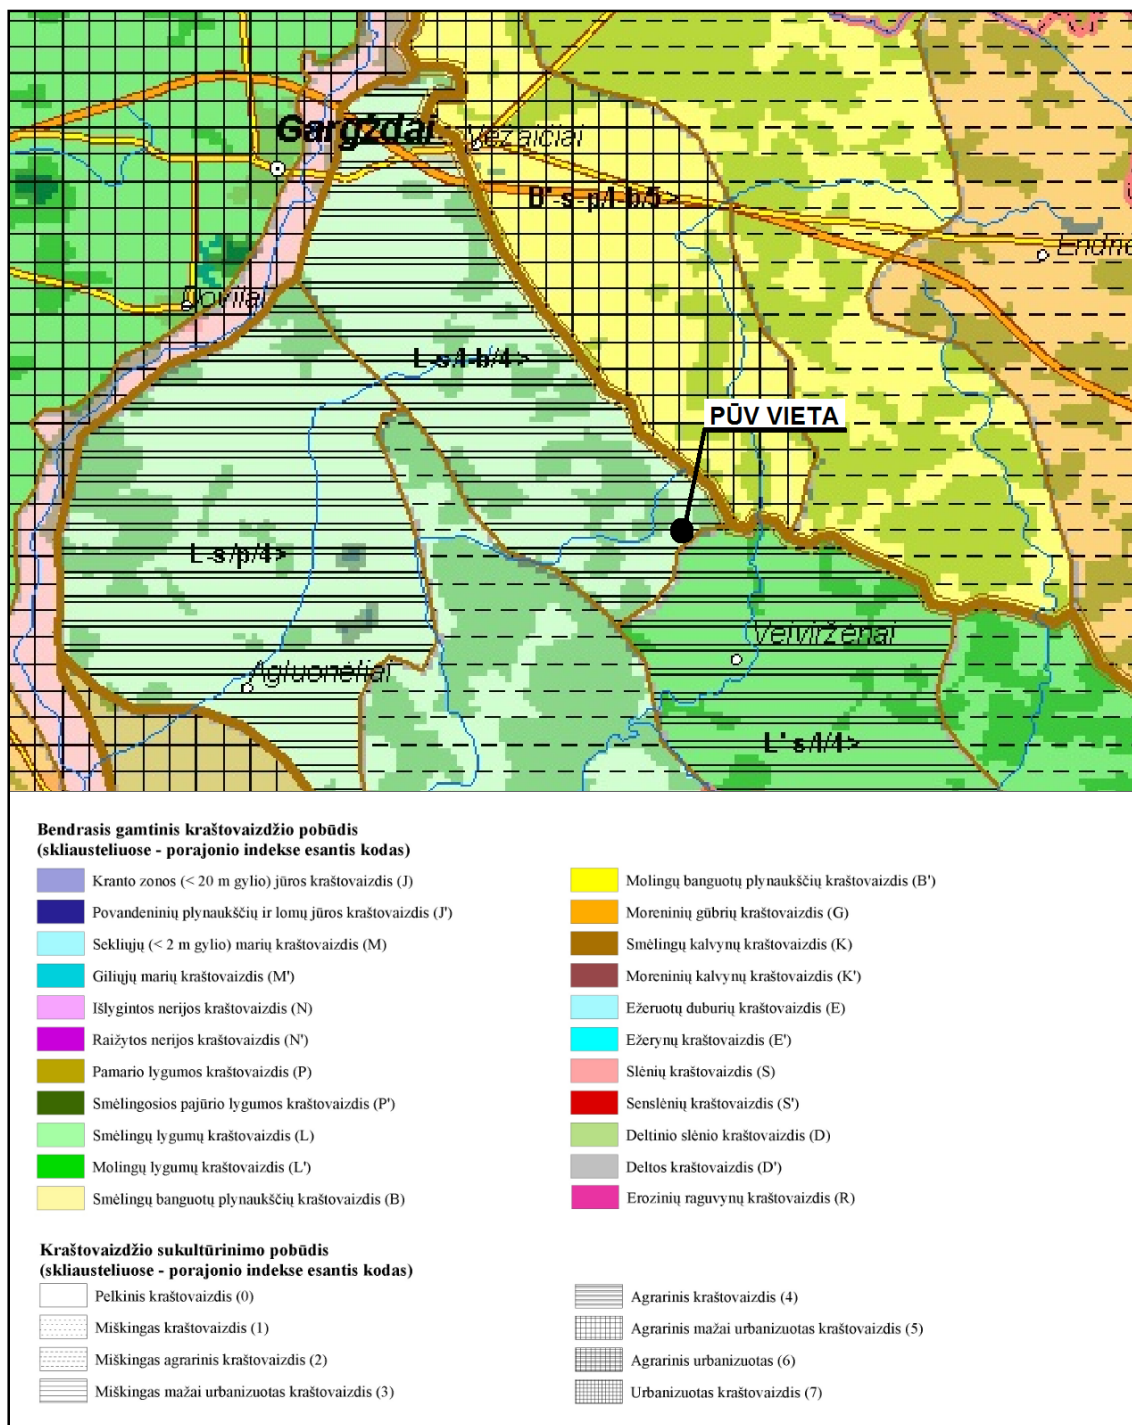 Gargždai
Vėžaičiai
B'-s-p/l-b/5>
Endrie
Dovilai
L-s/l-b/4>
PŪV VIETA
L-s/p/4>
Veiviržėnai
Agluonėliai
L'-s/l/4>
Bendrasis gamtinis kraštovaizdžio pobūdis
(skliausteliuose - porajonio indekse esantis kodas)
Kranto zonos (< 20 m gylio) jūros kraštovaizdis (J)
Povandeninių plynaukščių ir lomų jūros kraštovaizdis (J')
Sekliųjų (< 2 m gylio) marių kraštovaizdis (M)
Giliųjų marių kraštovaizdis (M')
Išlygintos nerijos kraštovaizdis (N)
Raižytos nerijos kraštovaizdis (N')
Pamario lygumos kraštovaizdis (P)
Smėlingosios pajūrio lygumos kraštovaizdis (P')
Smėlingų lygumų kraštovaizdis (L)
Molingų lygumų kraštovaizdis (L')
Smėlingų banguotų plynaukščių kraštovaizdis (B)
Molingų banguotų plynaukščių kraštovaizdis (B')
Moreninių gūbrių kraštovaizdis (G)
Smėlingų kalvynų kraštovaizdis (K)
Moreninių kalvynų kraštovaizdis (K')
Ežeruotų duburių kraštovaizdis (E)
Ežerynų kraštovaizdis (E')
Slėnių kraštovaizdis (S)
Senslėnių kraštovaizdis (S')
Deltinio slėnio kraštovaizdis (D)
Deltos kraštovaizdis (D')
Erozinių raguvynų kraštovaizdis (R)
Kraštovaizdžio sukultūrinimo pobūdis
(skliausteliuose - porajonio indekse esantis kodas)
Pelkinis kraštovaizdis (0)
Miškingas kraštovaizdis (1)
Miškingas agrarinis kraštovaizdis (2)
Miškingas mažai urbanizuotas kraštovaizdis (3)
Agrarinis kraštovaizdis (4)
Agrarinis mažai urbanizuotas kraštovaizdis (5)
Agrarinis urbanizuotas (6)
Urbanizuotas kraštovaizdis (7)